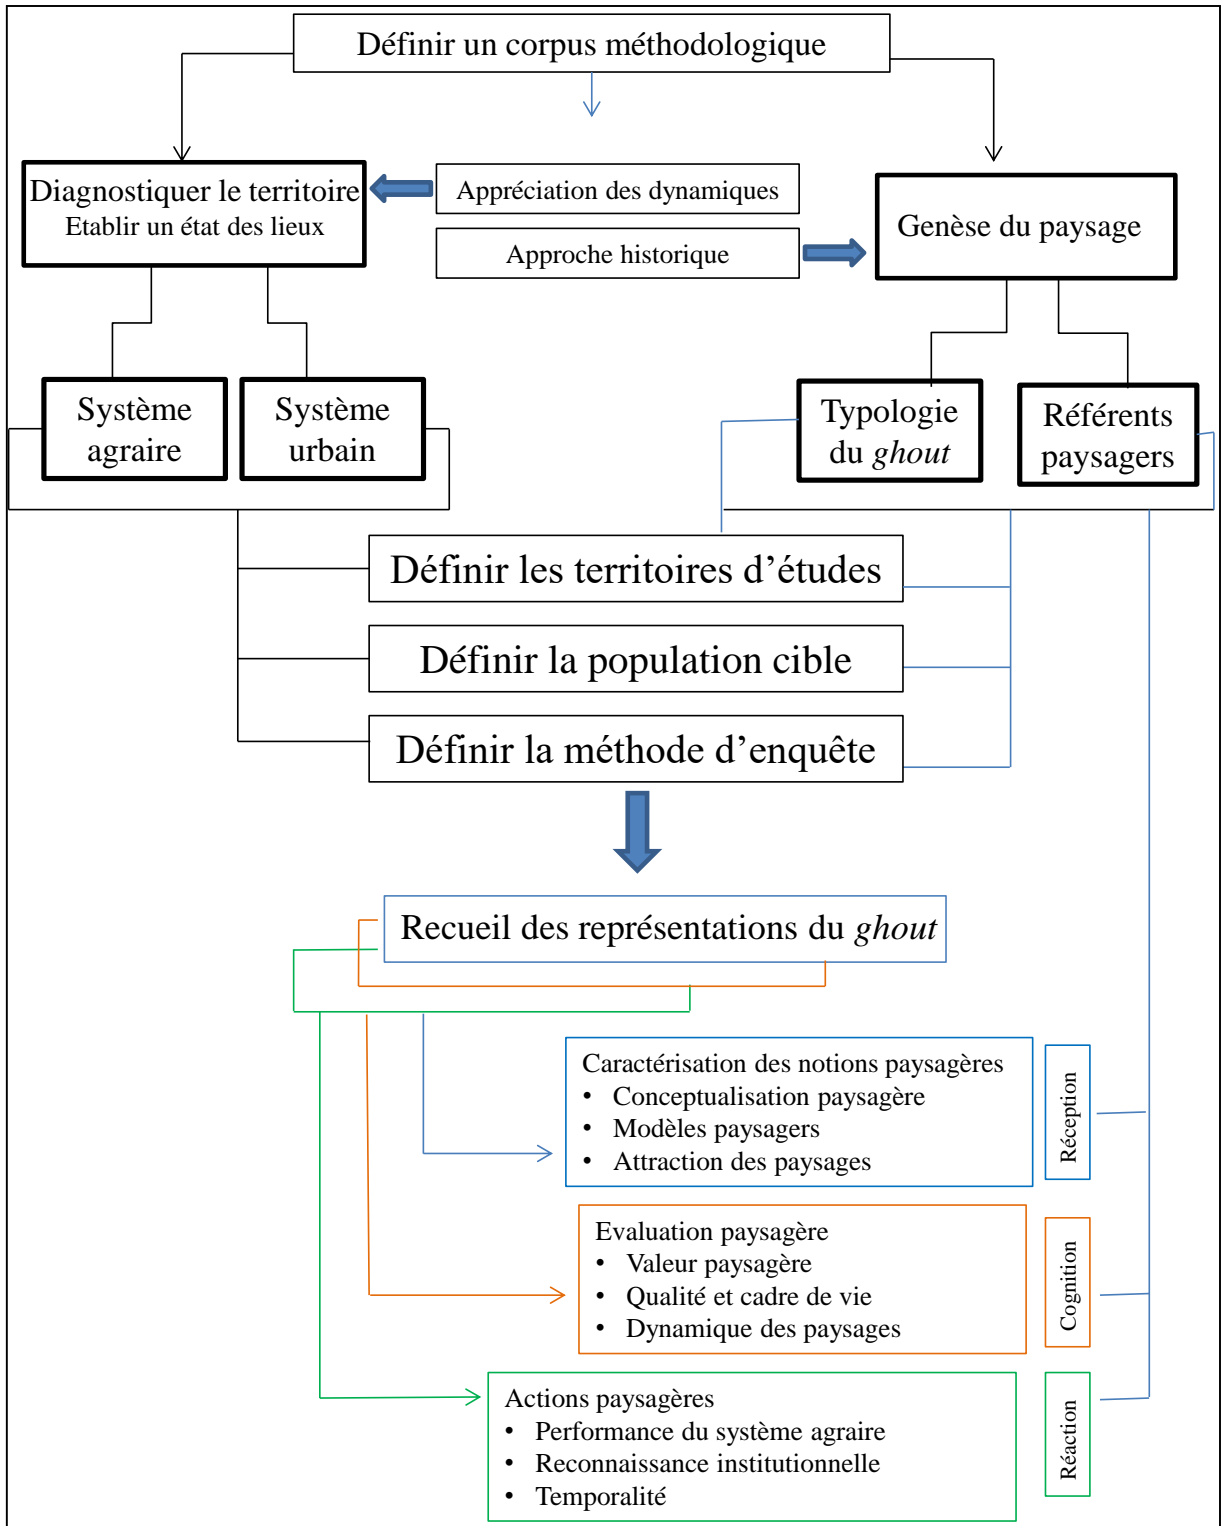 Définir un corpus méthodologique
Diagnostiquer le territoire
Etablir un état des lieux
Appréciation des dynamiques
Approche historique
Genèse du paysage
Système
agraire
Système
urbain
Typologie
du ghout
Référents
paysagers
Définir les territoires d’études
Définir la population cible
Définir la méthode d’enquête
Recueil des représentations du ghout
Caractérisation des notions paysagères
• Conceptualisation paysagère
• Modèles paysagers
• Attraction des paysages
Réception
Evaluation paysagère
• Valeur paysagère
• Qualité et cadre de vie
• Dynamique des paysages
Cognition
Actions paysagères
• Performance du système agraire
• Reconnaissance institutionnelle
• Temporalité
Réaction